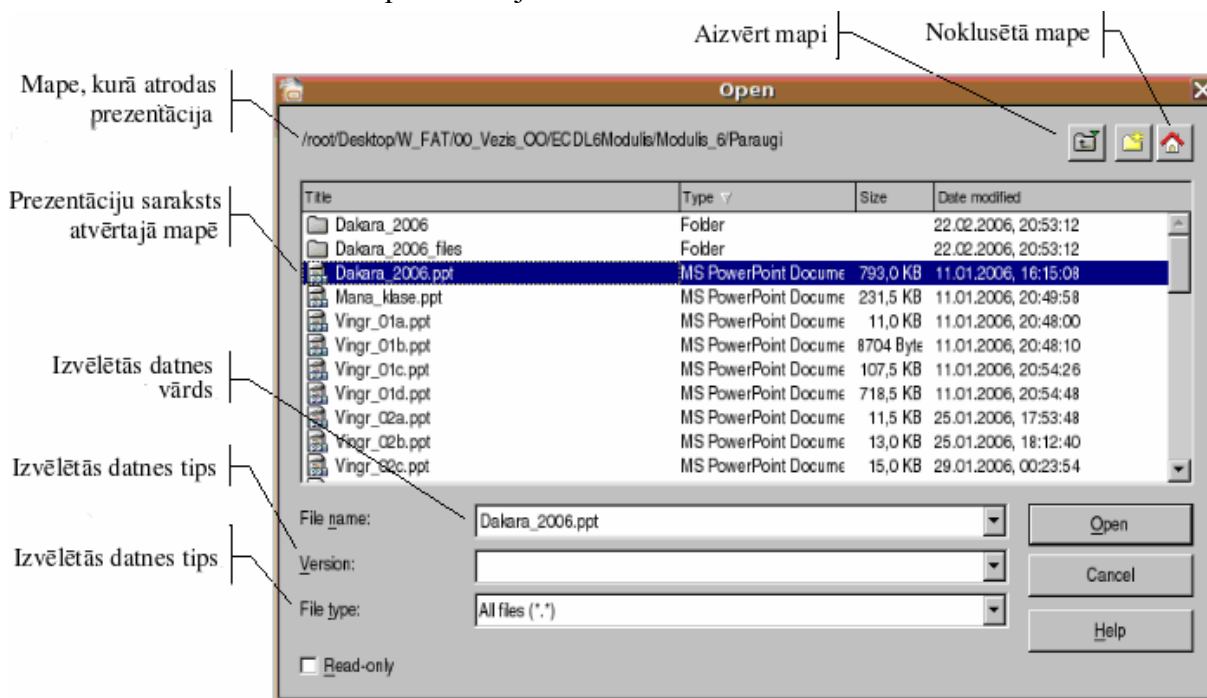 Aizvērt mapi
Noklusētā mape
Mape, kurā atrodas
prezentācija
Open
/root/Desktop/W_FAT/00_Vezis_OO/ECDL6Modulis/Modulis_6/Paraugi
Prezentāciju saraksts
atvērtajā mapē
Title Type Size Date modified
Dakara_2006 Folder 22.02.2006, 20:53:12
Dakara_2006_files Folder 22.02.2006, 20:53:12
Dakara_2006.ppt MS PowerPoint Docume 793,0 KB 11.01.2006, 16:15:08
Mana_klase.ppt MS PowerPoint Docume 231,5 KB 11.01.2006, 20:49:58
Vingr_01a.ppt MS PowerPoint Docume 11,0 KB 11.01.2006, 20:48:00
Vingr_01b.ppt MS PowerPoint Docume 8704 Byte 11.01.2006, 20:48:10
Vingr_01c.ppt MS PowerPoint Docume 107,5 KB 11.01.2006, 20:54:26
Vingr_01d.ppt MS PowerPoint Docume 718,5 KB 11.01.2006, 20:54:48
Vingr_02a.ppt MS PowerPoint Docume 11,5 KB 25.01.2006, 17:53:48
Vingr_02b.ppt MS PowerPoint Docume 13,0 KB 25.01.2006, 18:12:40
Vingr_02c.ppt MS PowerPoint Docume 15,0 KB 29.01.2006, 00:23:54
Izvēlētās datnes
vārds
Izvēlētās datnes tips
Izvēlētās datnes tips
File name: Dakara_2006.ppt Open
Version: Cancel
File type: All files (*.*) Help
Read-only